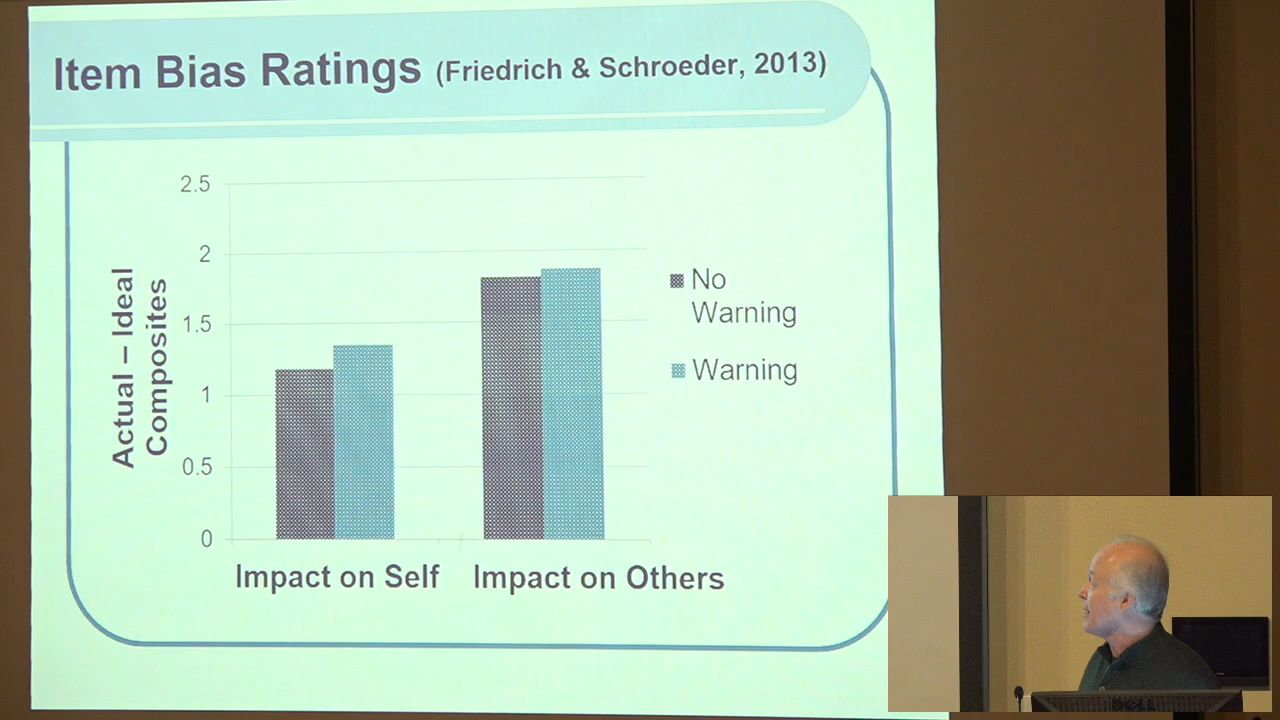 Item Bias Ratings (Friedrich & Schroeder, 2013)
2.5
2
1.5
1
0.5
0
Actual – Ideal
Composites
Impact on Self
Impact on Others
No
Warning
Warning
DELL